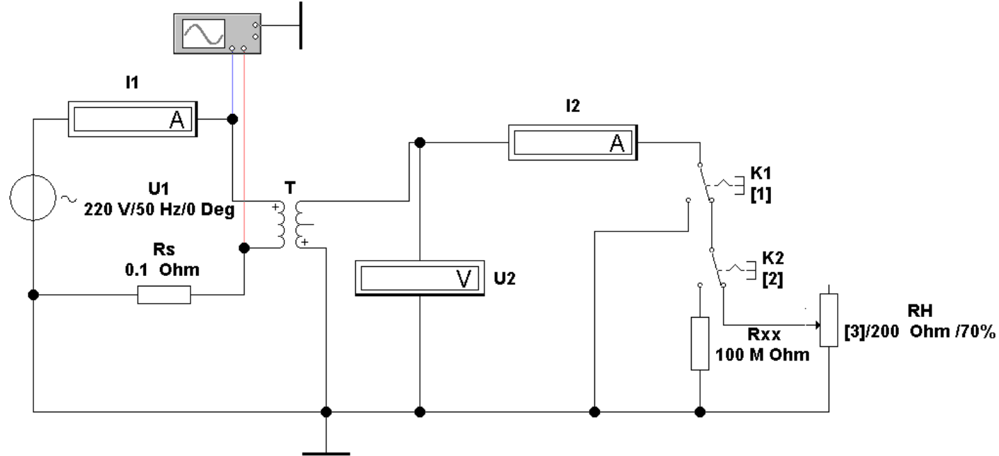 I1
A
I2
A
U1
220 V/50 Hz/0 Deg
T
+
+
K1
[1]
Rs
0.1 Ohm
V
U2
K2
[2]
RH
[3]/200 Ohm /70%
Rxx
100 M Ohm